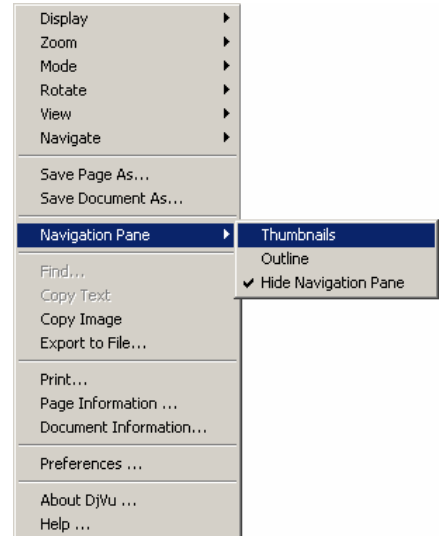 Display
Zoom
Mode
Rotate
View
Navigate
Save Page As...
Save Document As...
Navigation Pane
Thumbnails
Outline
Hide Navigation Pane
Find...
Copy Text
Copy Image
Export to File...
Print...
Page Information ...
Document Information...
Preferences ...
About DjVu ...
Help ...